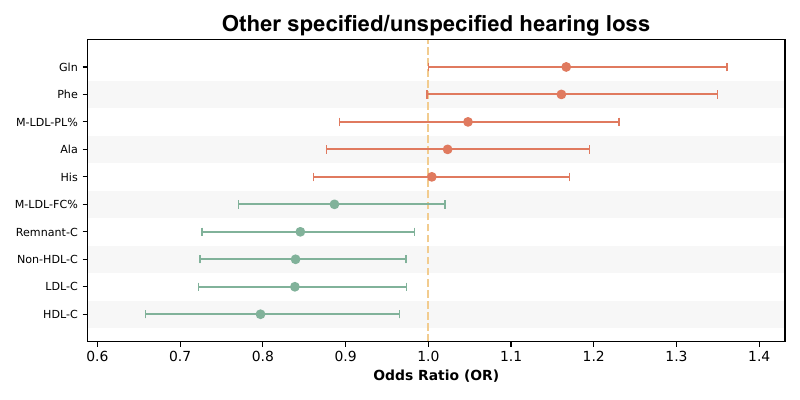 Other specified/unspecified hearing loss
Gln
Phe
M-LDL-PL%
Ala
His
M-LDL-FC%
Remnant-C
Non-HDL-C
LDL-C
HDL-C
0.6 0.7 0.8 0.9 1.0 1.1 1.2 1.3 1.4
Odds Ratio (OR)